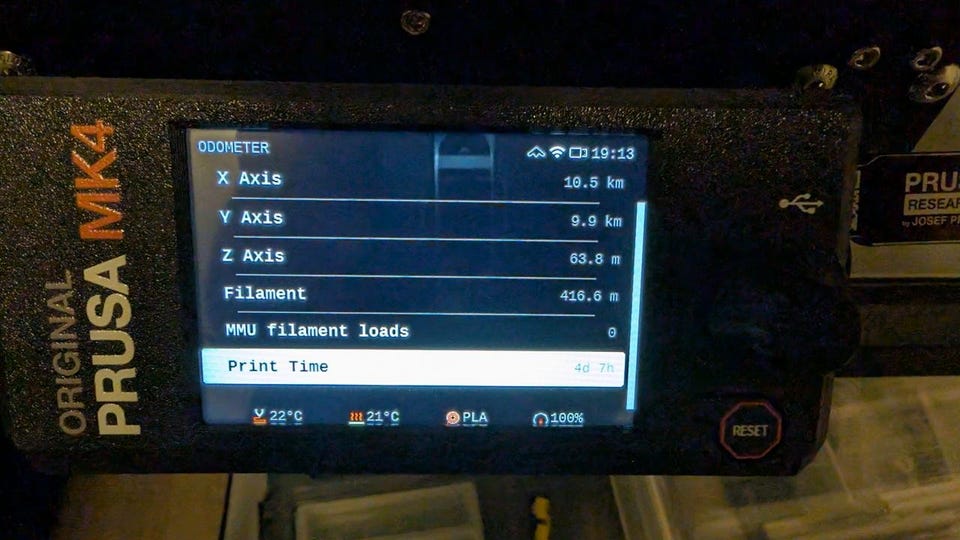 ORIGINAL
PRUSA MK4
ODOMETER 19:13
X Axis 10.5 km
Y Axis 9.9 km
Z Axis 63.8 m
Filament 416.6 m
MMU filament loads 0
Print Time 4d 7h
22°C 21°C PLA 100%
RESET
PRUS
RESEAR
by JOSEF P